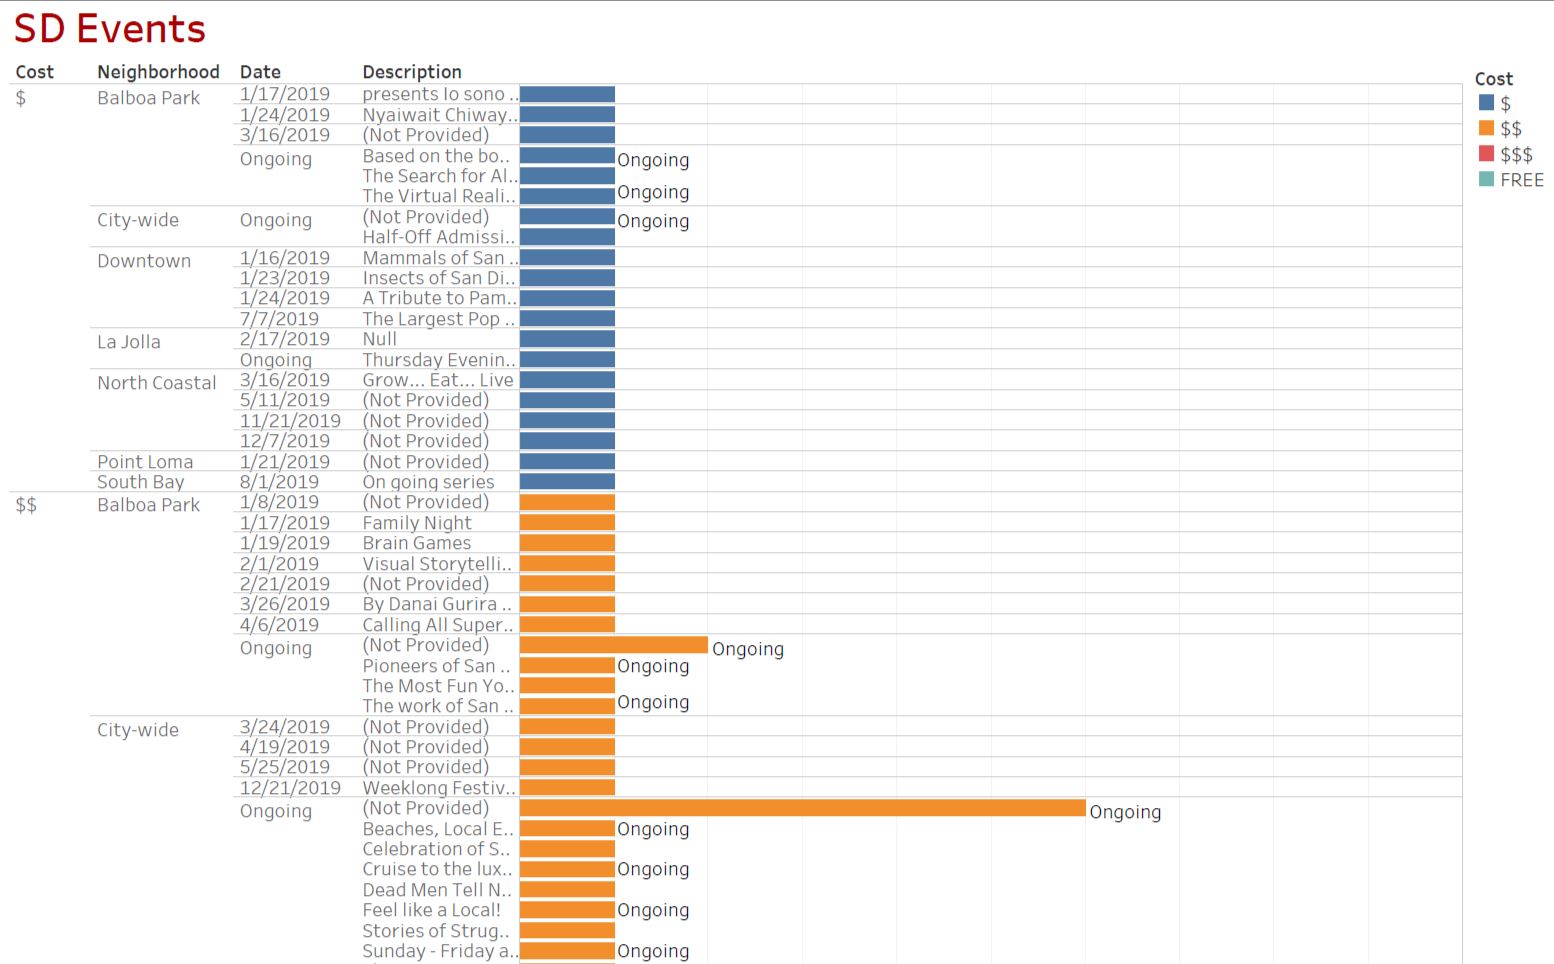 SD Events
Cost Neighborhood Date Description
Cost
$
$$
$$$
FREE
$ Balboa Park 1/17/2019 presents Io sono ..
1/24/2019 Nyaiwait Chiway..
3/16/2019 (Not Provided)
Ongoing Based on the bo.. Ongoing
The Search for Al..
The Virtual Reali.. Ongoing
City-wide Ongoing (Not Provided) Ongoing
Half-Off Admissi..
Downtown 1/16/2019 Mammals of San ..
1/23/2019 Insects of San Di..
1/24/2019 A Tribute to Pam..
7/7/2019 The Largest Pop ..
La Jolla 2/17/2019 Null
Ongoing Thursday Evenin..
North Coastal 3/16/2019 Grow... Eat... Live
5/11/2019 (Not Provided)
11/21/2019 (Not Provided)
12/7/2019 (Not Provided)
Point Loma 1/21/2019 (Not Provided)
South Bay 8/1/2019 On going series
$$ Balboa Park 1/8/2019 (Not Provided)
1/17/2019 Family Night
1/19/2019 Brain Games
2/1/2019 Visual Storytelli..
2/21/2019 (Not Provided)
3/26/2019 By Danai Gurira ..
4/6/2019 Calling All Super..
Ongoing (Not Provided) Ongoing
Pioneers of San .. Ongoing
The Most Fun Yo..
The work of San .. Ongoing
City-wide 3/24/2019 (Not Provided)
4/19/2019 (Not Provided)
5/25/2019 (Not Provided)
12/21/2019 Weeklong Festiv..
Ongoing (Not Provided) Ongoing
Beaches, Local E.. Ongoing
Celebration of S..
Cruise to the lux.. Ongoing
Dead Men Tell N..
Feel like a Local! Ongoing
Stories of Strug..
Sunday - Friday a.. Ongoing